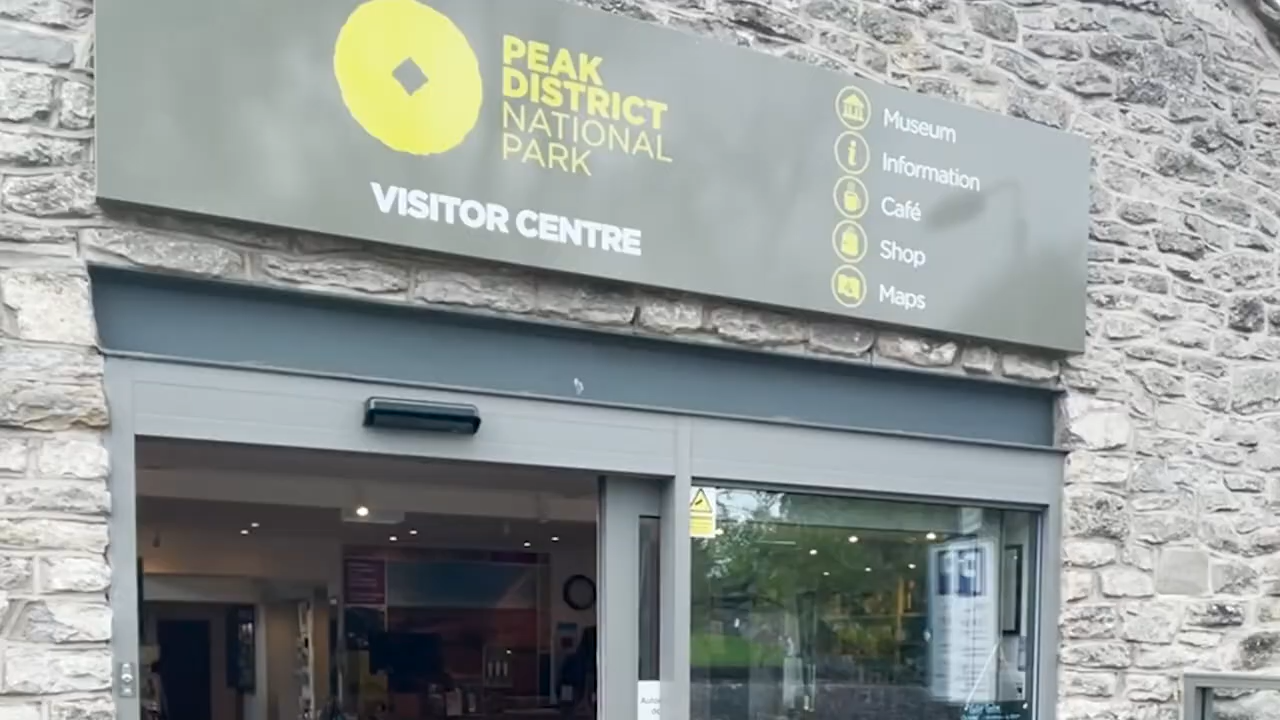 PEAK
DISTRICT
NATIONAL
PARK
VISITOR CENTRE
Museum
Information
Café
Shop
Maps